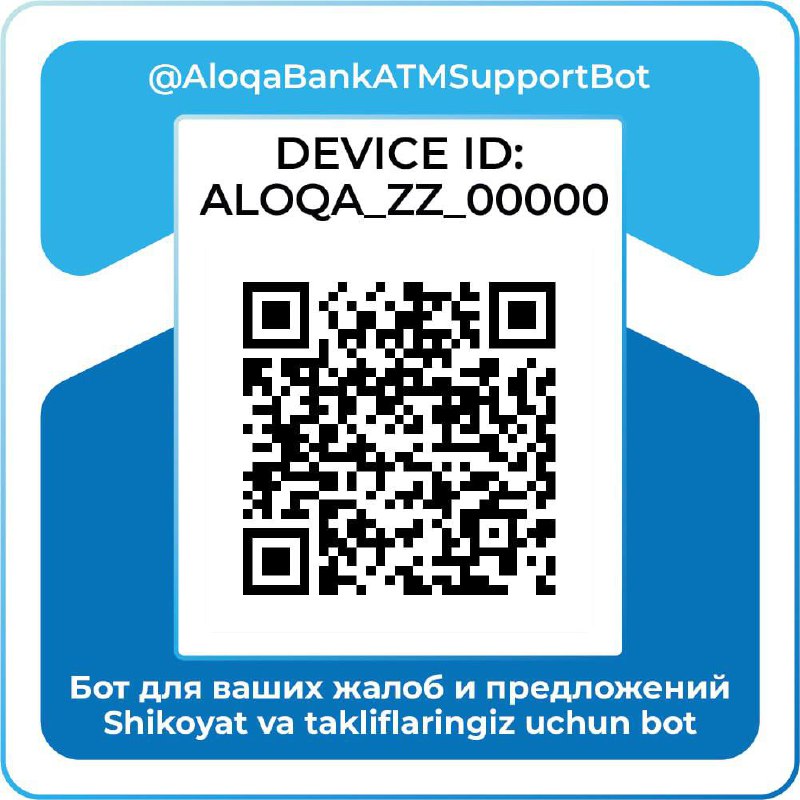 @AloqaBankATMSupportBot
DEVICE ID:
ALOQA_ZZ_00000
Бот для ваших жалоб и предложений
Shikoyat va takliflaringiz uchun bot